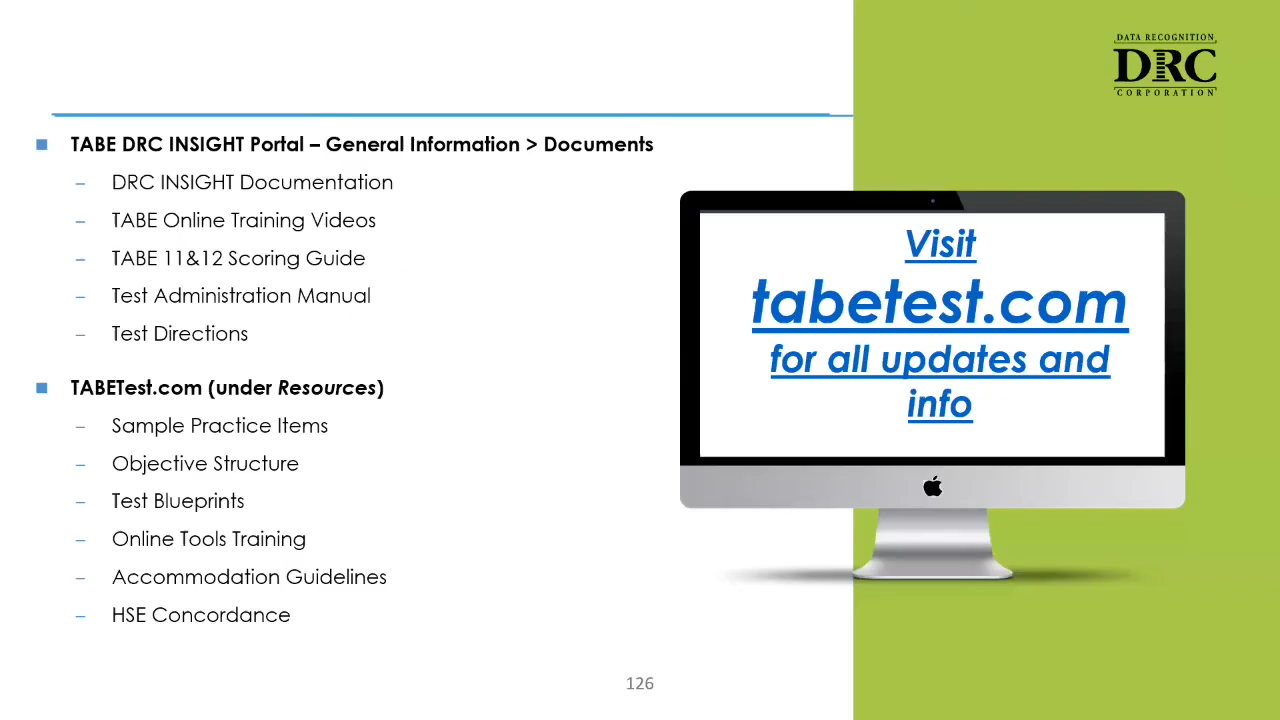 DATA RECOGNITION
DRC
CORPORATION
TABE DRC INSIGHT Portal – General Information > Documents
– DRC INSIGHT Documentation
– TABE Online Training Videos
– TABE 11&12 Scoring Guide
– Test Administration Manual
– Test Directions
TABETest.com (under Resources)
– Sample Practice Items
– Objective Structure
– Test Blueprints
– Online Tools Training
– Accommodation Guidelines
– HSE Concordance
Visit
tabetest.com
for all updates and
info
126